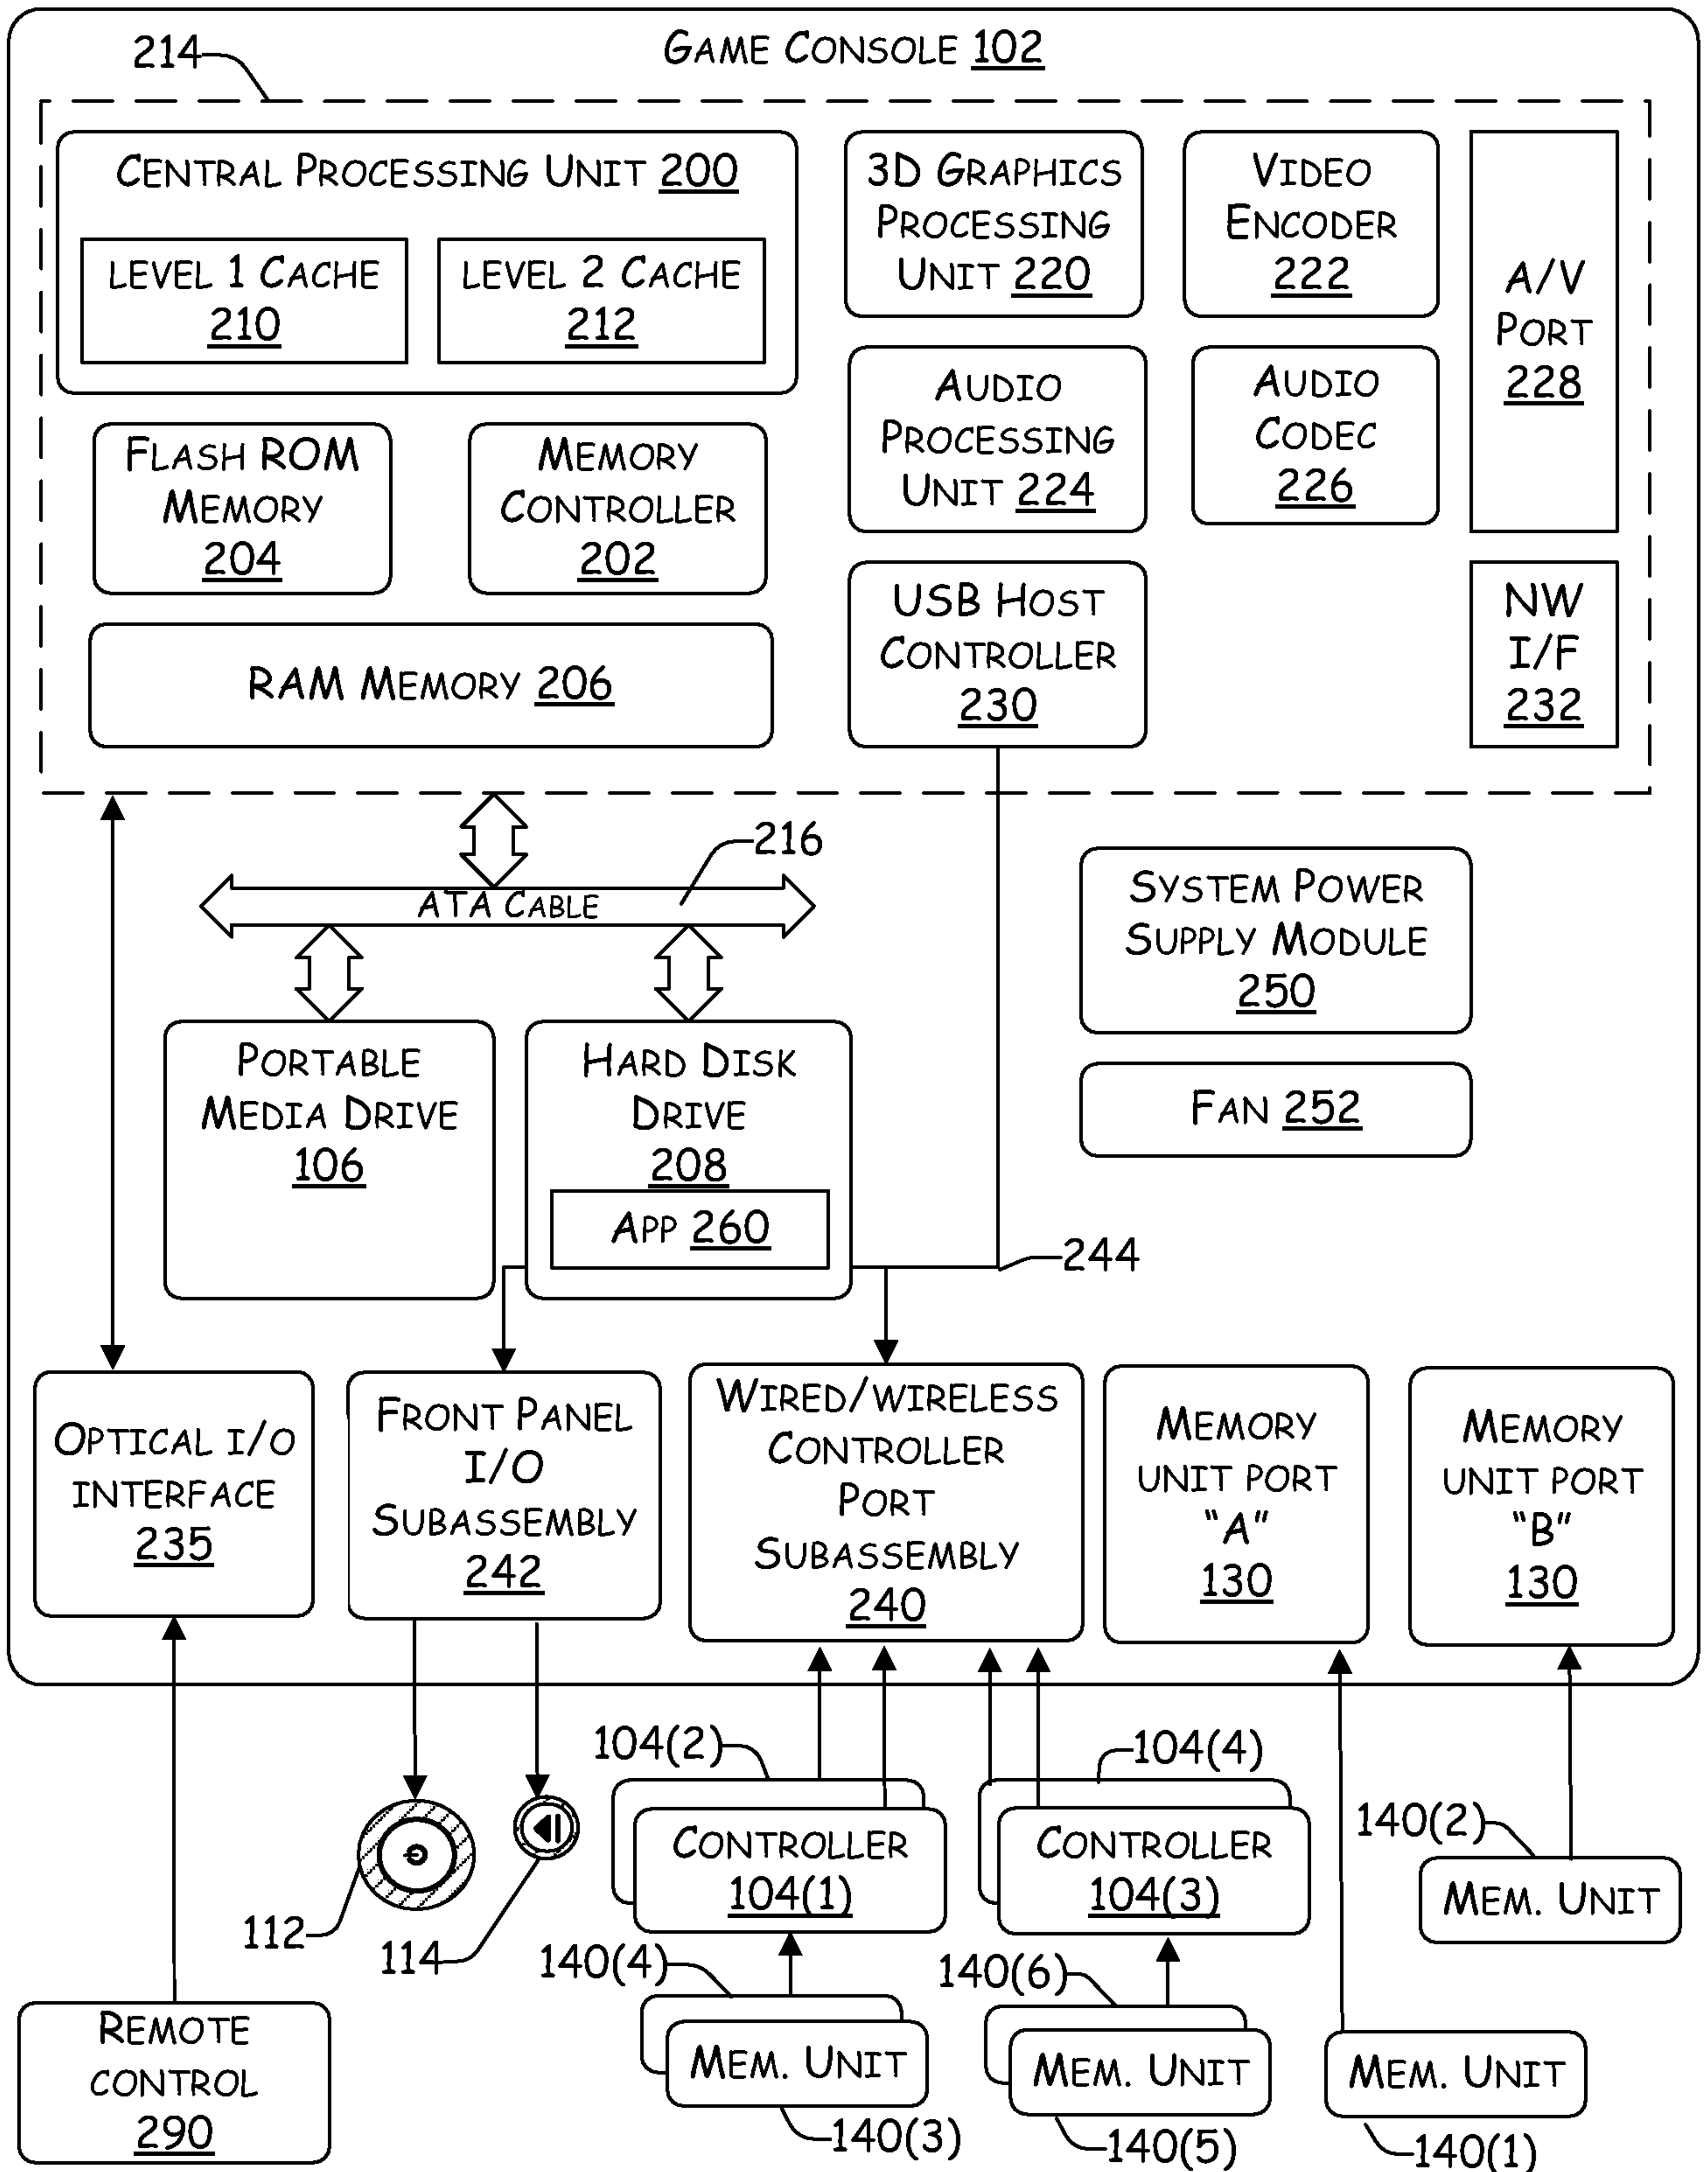 GAME CONSOLE 102
214
CENTRAL PROCESSING UNIT 200
LEVEL 1 CACHE
210
LEVEL 2 CACHE
212
3D GRAPHICS
PROCESSING
UNIT 220
VIDEO
ENCODER
222
A/V
PORT
228
FLASH ROM
MEMORY
204
MEMORY
CONTROLLER
202
AUDIO
PROCESSING
UNIT 224
AUDIO
CODEC
226
RAM MEMORY 206
USB HOST
CONTROLLER
230
NW
I/F
232
216
ATA CABLE
SYSTEM POWER
SUPPLY MODULE
250
PORTABLE
MEDIA DRIVE
106
HARD DISK
DRIVE
208
APP 260
FAN 252
244
OPTICAL I/O
INTERFACE
235
FRONT PANEL
I/O
SUBASSEMBLY
242
WIRED/WIRELESS
CONTROLLER
PORT
SUBASSEMBLY
240
MEMORY
UNIT PORT
“A”
130
MEMORY
UNIT PORT
“B”
130
104(2)
104(4)
112
114
CONTROLLER
104(1)
CONTROLLER
104(3)
140(2)
MEM. UNIT
140(4)
140(6)
REMOTE
CONTROL
290
MEM. UNIT
140(3)
MEM. UNIT
140(5)
MEM. UNIT
140(1)